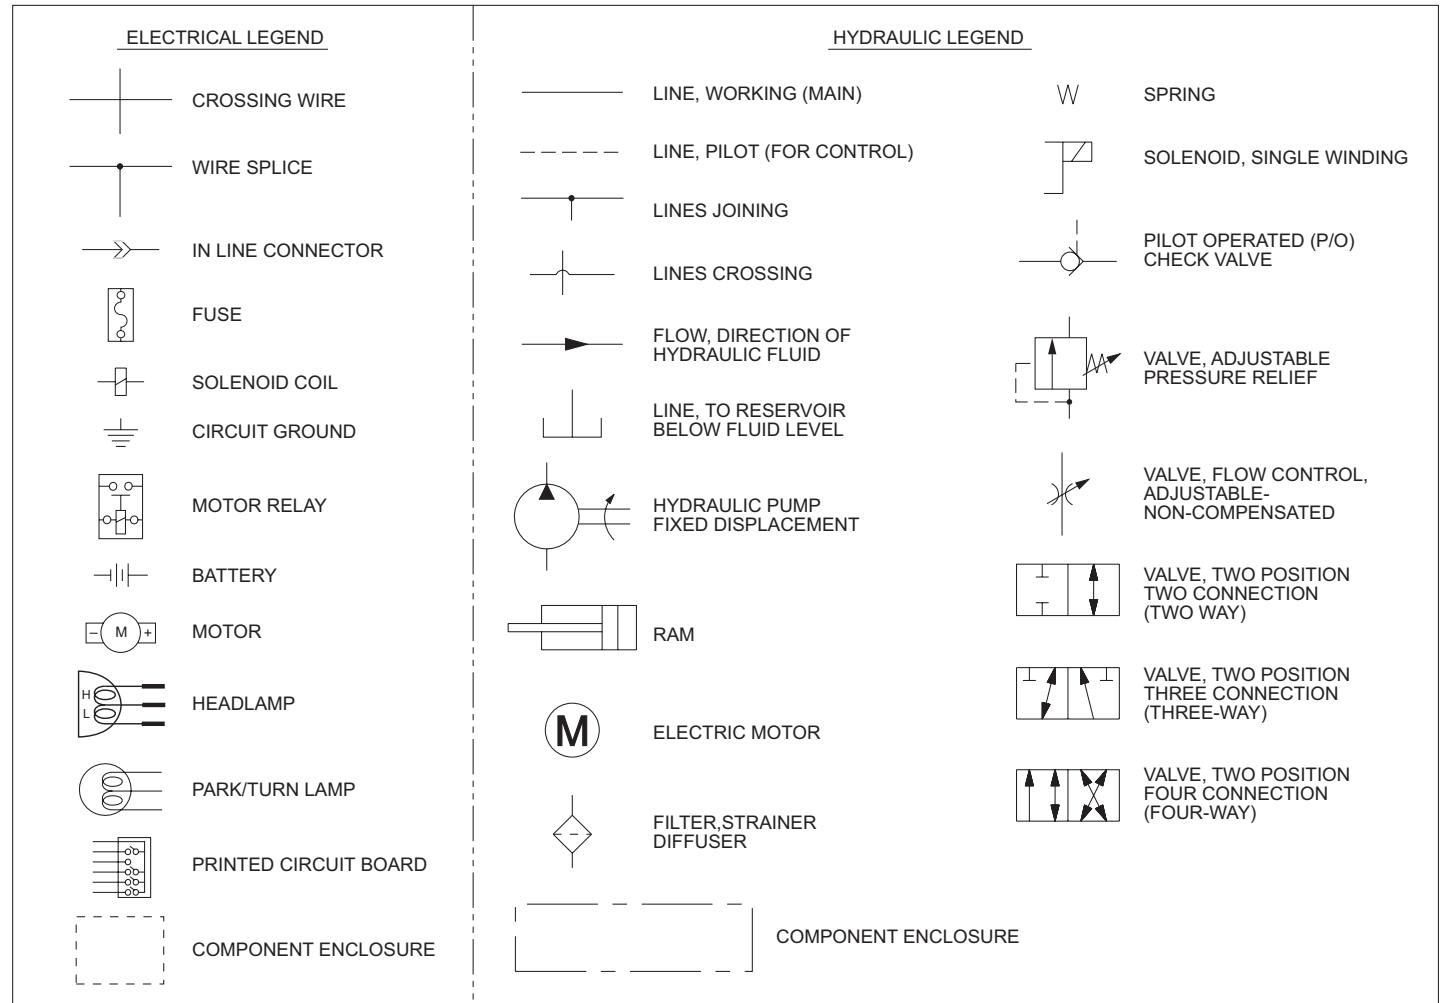 ELECTRICAL LEGEND
CROSSING WIRE
WIRE SPLICE
IN LINE CONNECTOR
FUSE
SOLENOID COIL
CIRCUIT GROUND
MOTOR RELAY
BATTERY
– M +
MOTOR
H
L
HEADLAMP
PARK/TURN LAMP
PRINTED CIRCUIT BOARD
COMPONENT ENCLOSURE
HYDRAULIC LEGEND
LINE, WORKING (MAIN)
LINE, PILOT (FOR CONTROL)
LINES JOINING
LINES CROSSING
FLOW, DIRECTION OF
HYDRAULIC FLUID
LINE, TO RESERVOIR
BELOW FLUID LEVEL
HYDRAULIC PUMP
FIXED DISPLACEMENT
RAM
M
ELECTRIC MOTOR
FILTER,STRAINER
DIFFUSER
COMPONENT ENCLOSURE
SPRING
SOLENOID, SINGLE WINDING
PILOT OPERATED (P/O)
CHECK VALVE
VALVE, ADJUSTABLE
PRESSURE RELIEF
VALVE, FLOW CONTROL,
ADJUSTABLE-
NON-COMPENSATED
VALVE, TWO POSITION
TWO CONNECTION
(TWO WAY)
VALVE, TWO POSITION
THREE CONNECTION
(THREE-WAY)
VALVE, TWO POSITION
FOUR CONNECTION
(FOUR-WAY)